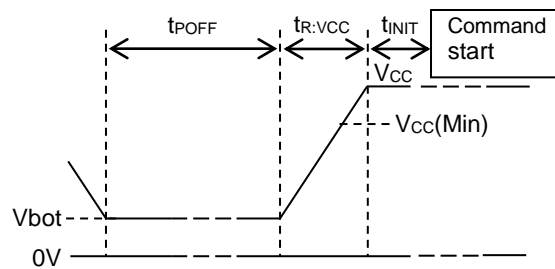 tPOFF
tR:VCC
tINIT
Command
start
VCC
VCC(Min)
Vbot
0V